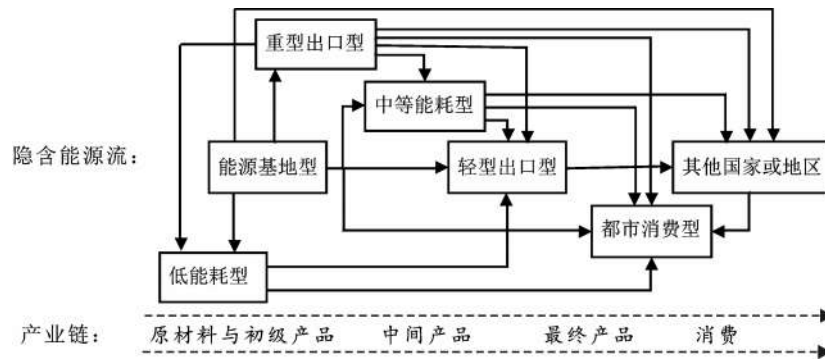 重型出口型
中等能耗型
隐含能源流：
能源基地型
轻型出口型
其他国家或地区
都市消费型
低能耗型
产业链： 原材料与初级产品 中间产品 最终产品 消费